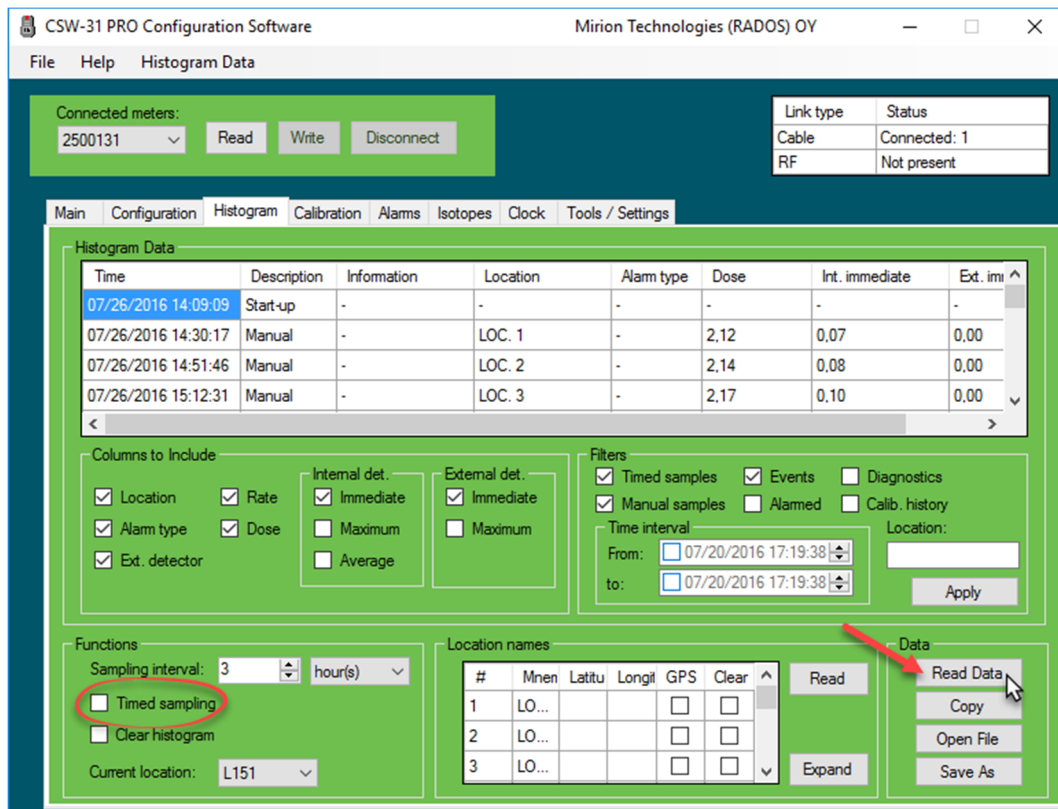 CSW-31 PRO Configuration Software Mirion Technologies (RADOS) OY
File Help Histogram Data
Connected meters:
2500131 Read Write Disconnect
Link type Status
Cable Connected: 1
RF Not present
Main Configuration Histogram Calibration Alarms Isotopes Clock Tools / Settings
Histogram Data
Time Description Information Location Alarm type Dose Int. immediate Ext. imm
07/26/2016 14:09:09 Start-up - - - - - -
07/26/2016 14:30:17 Manual - LOC. 1 - 2,12 0,07 0,00
07/26/2016 14:51:46 Manual - LOC. 2 - 2,14 0,08 0,00
07/26/2016 15:12:31 Manual - LOC. 3 - 2,17 0,10 0,00
Columns to Include
Location Rate
Alarm type Dose
Ext. detector
Internal det.
Immediate
Maximum
Average
External det.
Immediate
Maximum
Filters
Timed samples Events Diagnostics
Manual samples Alarmed Calib. history
Time interval
From: 07/20/2016 17:19:38
to: 07/20/2016 17:19:38
Location:
Apply
Functions
Sampling interval: 3 hour(s)
Timed sampling
Clear histogram
Current location: L151
Location names
# Mnen Latitu Longit GPS Clear
1 LO...
2 LO...
3 LO...
Read
Expand
Data
Read Data
Copy
Open File
Save As